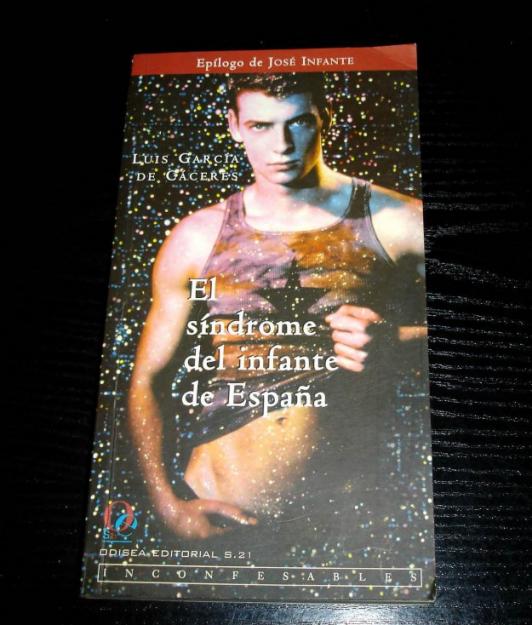 Epílogo de JOSÉ INFANTE
LUIS GARCÍA
DE CÁCERES
El
síndrome
del infante
de España
ODISEA EDITORIAL S.21
INCONFESABLES